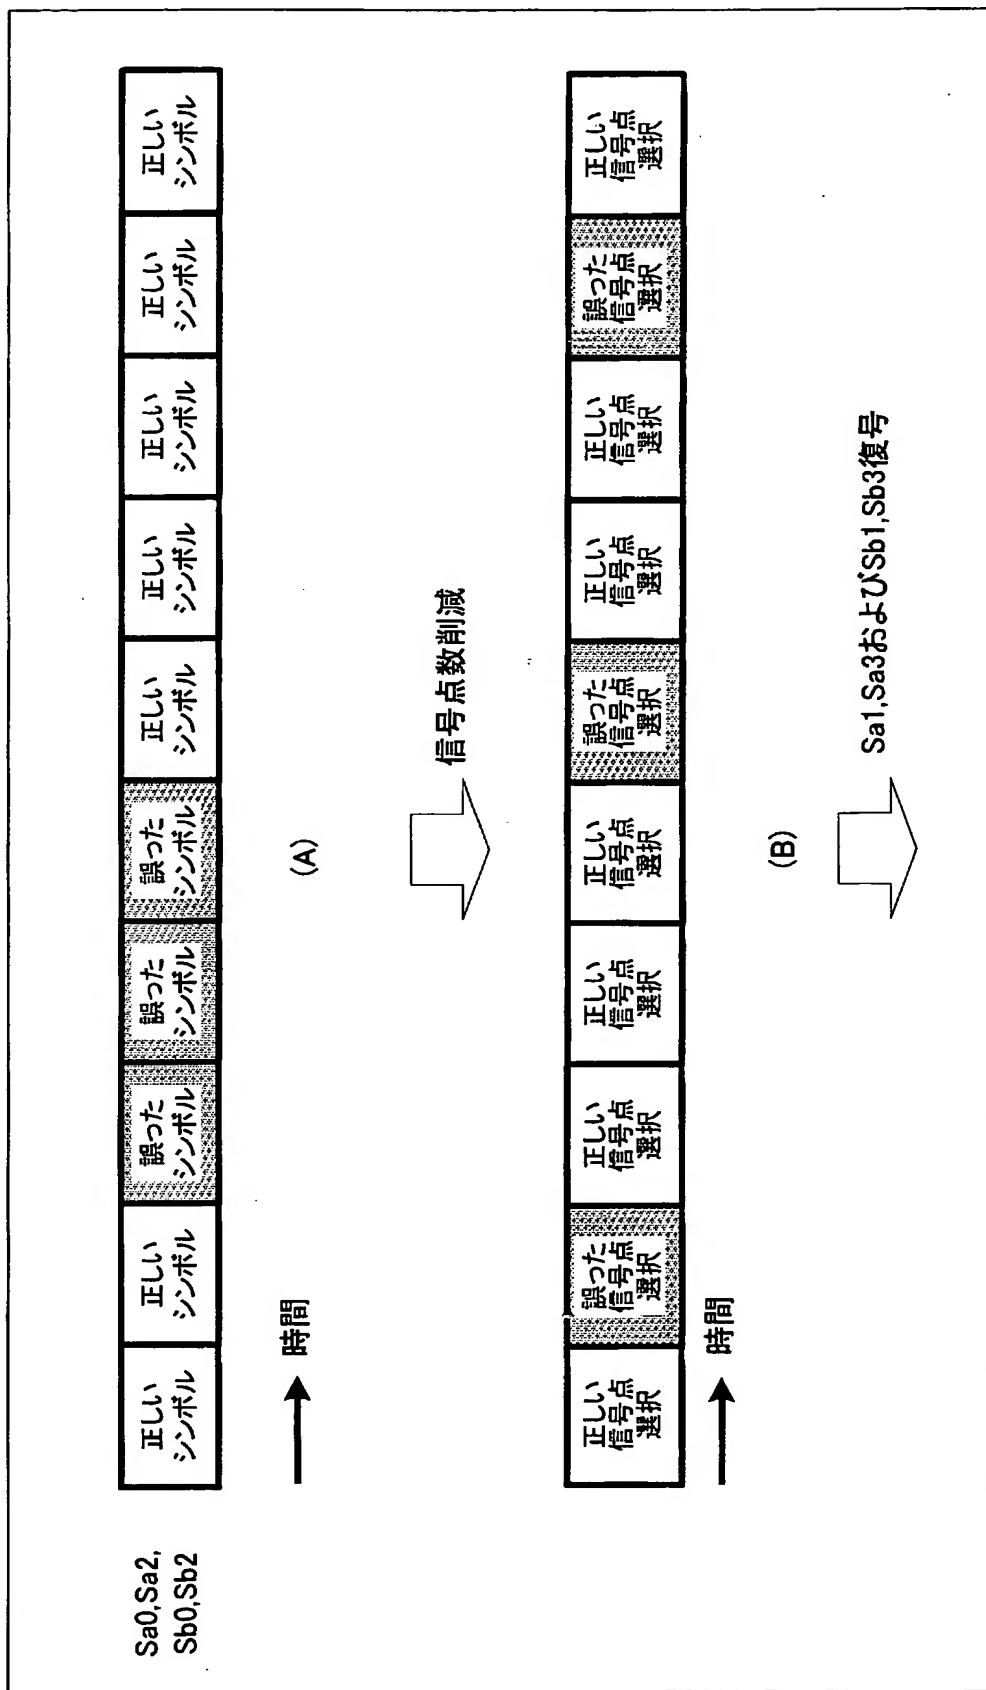 Sa0,Sa2,
Sb0,Sb2
正しい
シンボル
正しい
シンボル
誤った
シンボル
誤った
シンボル
誤った
シンボル
正しい
シンボル
正しい
シンボル
正しい
シンボル
正しい
シンボル
正しい
シンボル
時間
(A)
信号点数削減
正しい
信号点
選択
誤った
信号点
選択
正しい
信号点
選択
正しい
信号点
選択
正しい
信号点
選択
誤った
信号点
選択
正しい
信号点
選択
正しい
信号点
選択
誤った
信号点
選択
正しい
信号点
選択
時間
(B)
Sa1,Sa3およびSb1,Sb3復号